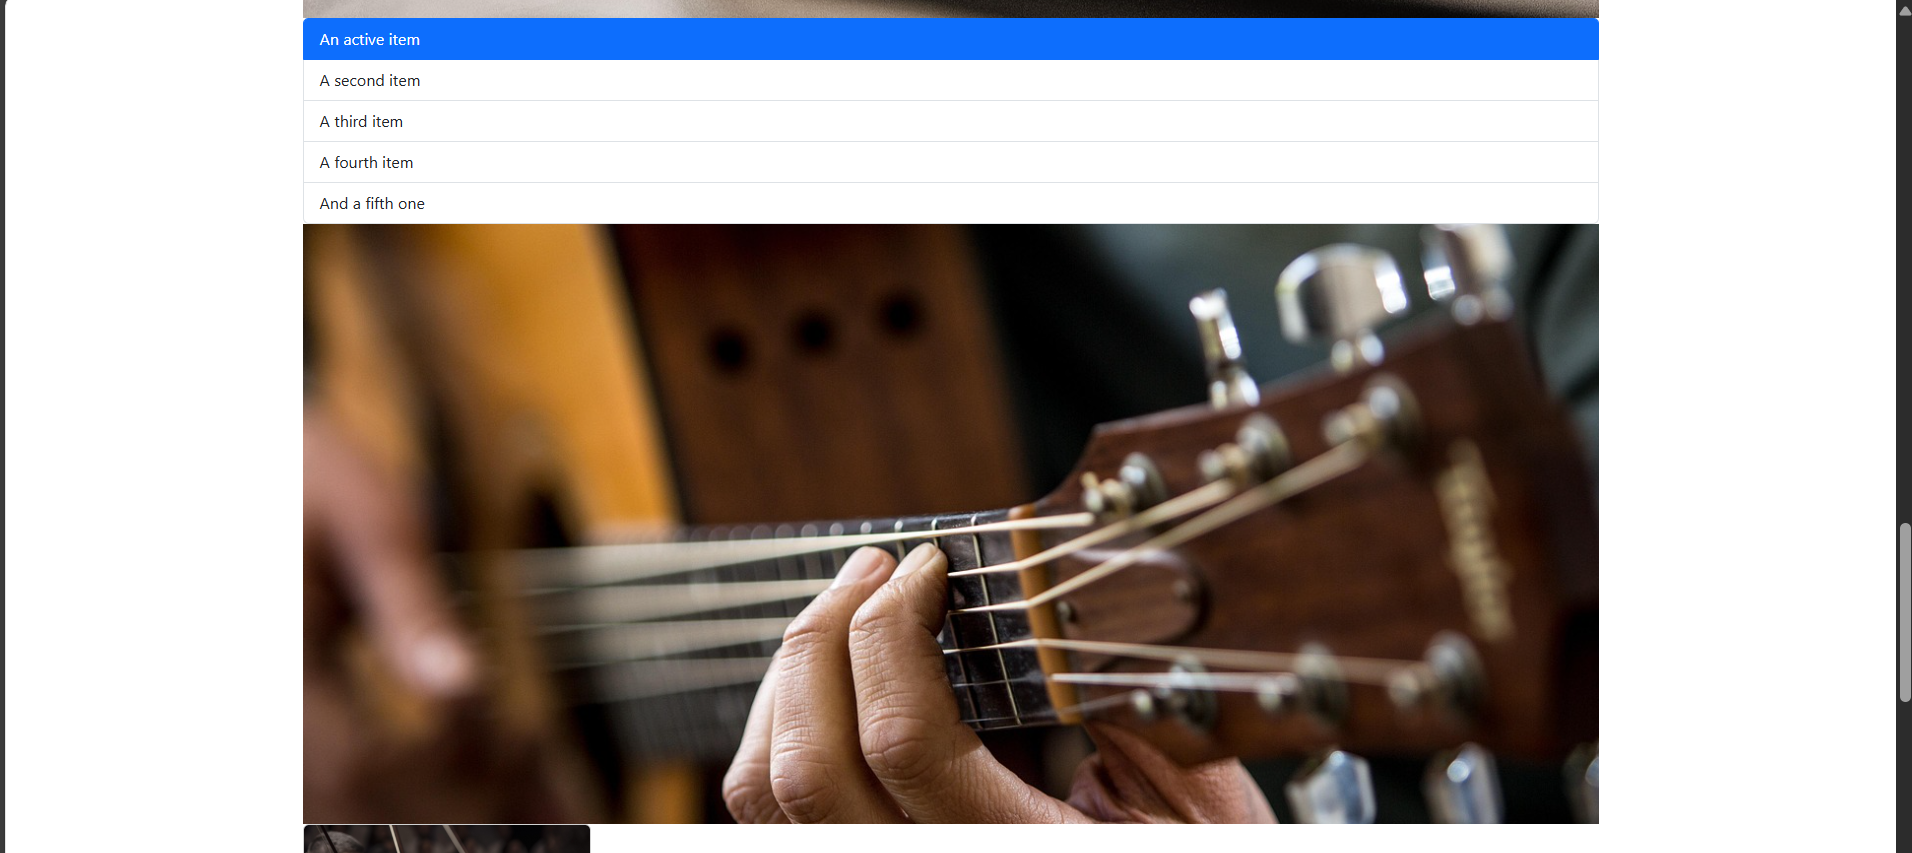 An active item
A second item
A third item
A fourth item
And a fifth one